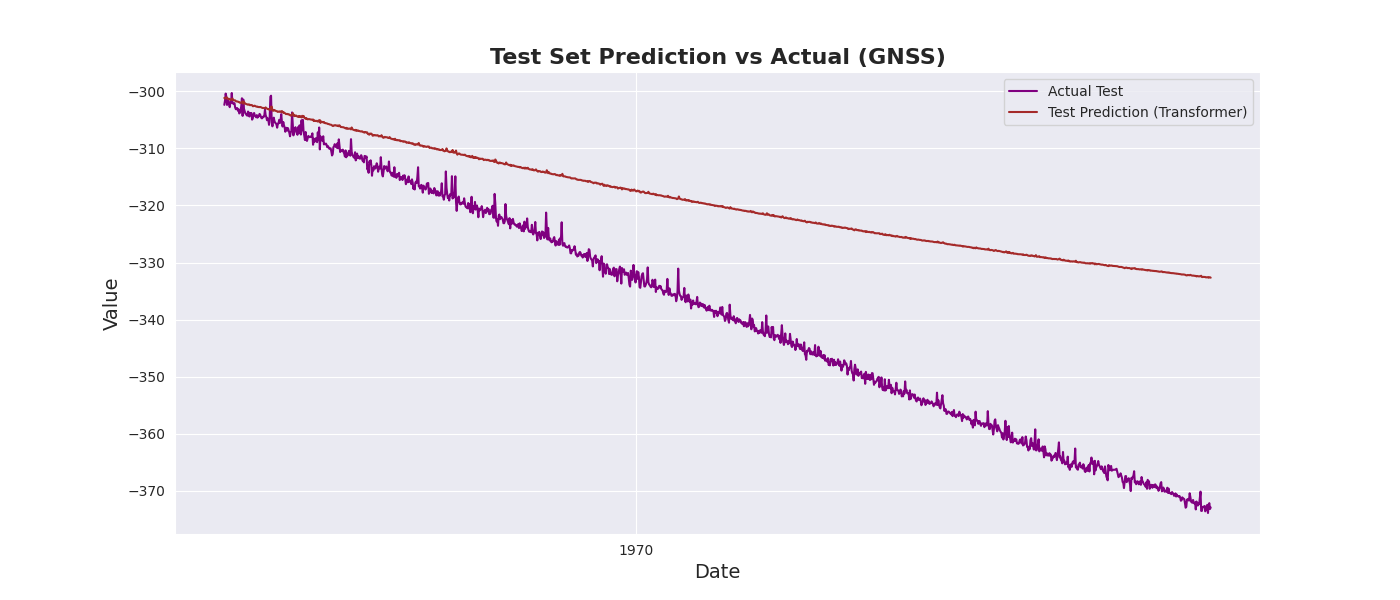 Test Set Prediction vs Actual (GNSS)
Actual Test
Test Prediction (Transformer)
−300
−310
−320
−330
−340
−350
−360
−370
Value
1970
Date